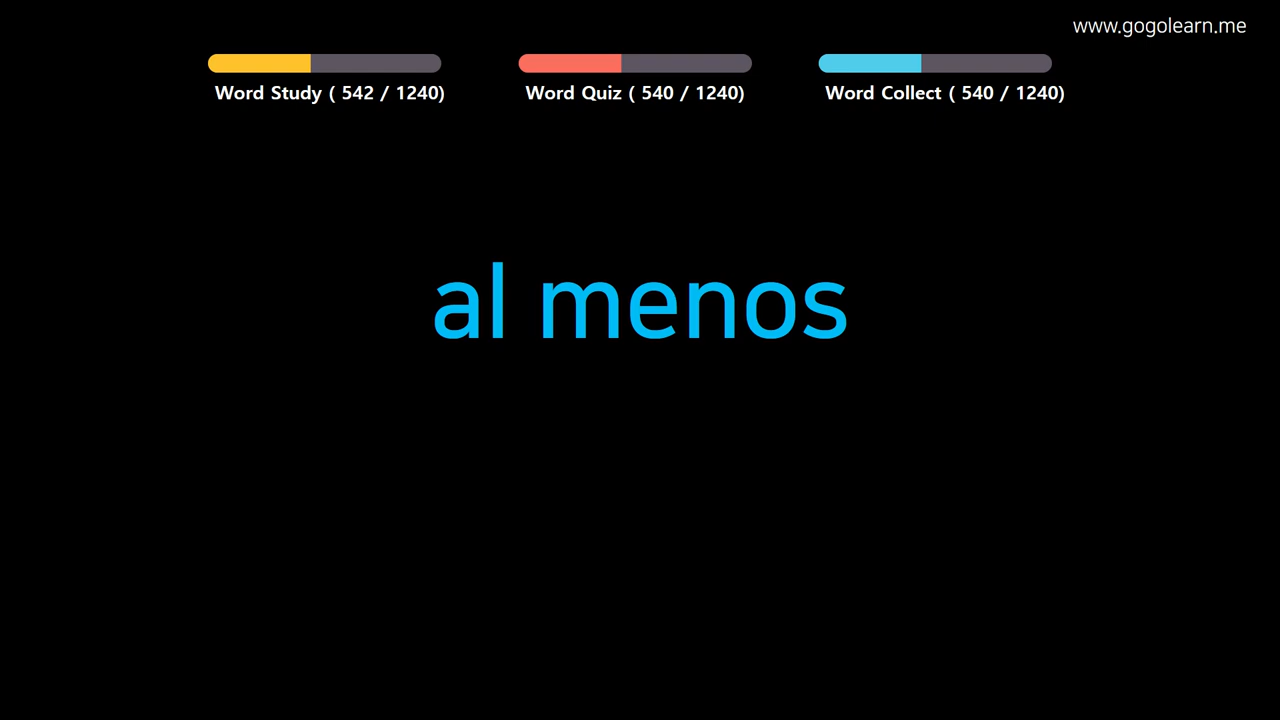 www.gogolearn.me
Word Study ( 542 / 1240)
Word Quiz ( 540 / 1240)
Word Collect ( 540 / 1240)
al menos